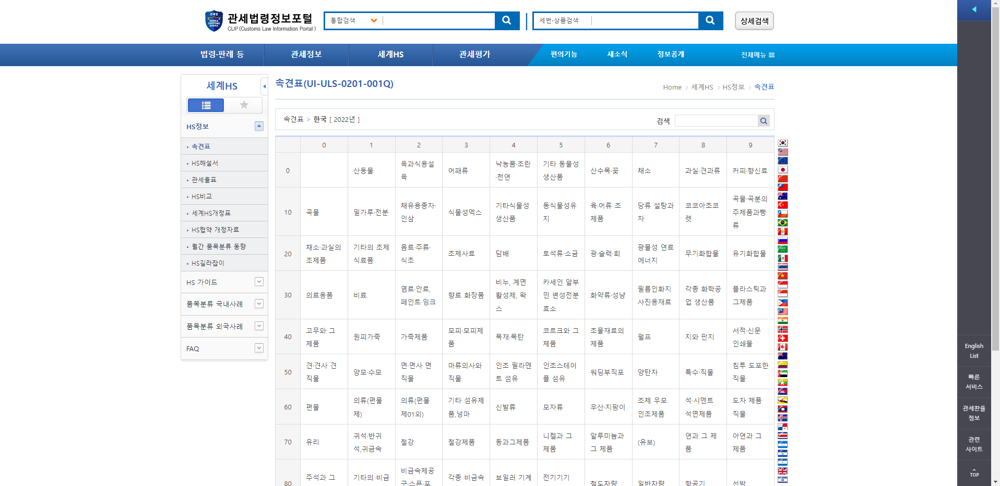 관세청
KOREA
CUSTOMS
SERVICE
관세법령정보포털
CLIP (Customs Law Information Portal )
통합검색
세번·상품검색
상세검색
법령·판례 등 관세정보 세계HS 관세평가 편의기능 새소식 정보공개 전체메뉴
세계HS
HS정보
속견표
HS해설서
관세율표
HS비교
세계HS개정표
HS협약 개정자료
월간 품목분류 동향
HS길라잡이
HS 가이드
품목분류 국내사례
품목분류 외국사례
FAQ
속견표(UI-ULS-0201-001Q)
Home > 세계HS > HS정보 > 속견표
속견표 > 한국 [ 2022년 ]
검색
0 1 2 3 4 5 6 7 8 9
0 산동물 육과식용설육 어패류 낙농품·조란·천연 기타 동물성 생산품 산수목·꽃 채소 과실·견과류 커피·향신료
10 곡물 밀가루·전분 채유용종자·인삼 식물성엑스 기타식물성 생산품 동식물성유지 육·어류 조제품 당류 설탕과자 코코아초코렛 곡물·곡분의 주제품과빵류
20 채소·과실의 조제품 기타의 조제 식료품 음료·주류·식초 조제사료 담배 토석류·소금 광·슬랙·회 광물성 연료 에너지 무기화합물 유기화합물
30 의료용품 비료 염료·안료, 페인트·잉크 향료 화장품 비누, 계면 활성제, 왁스 카세인 알부민 변성전분 효소 화약류·성냥 필름인화지 사진용재료 각종 화학공업 생산품 플라스틱과 그제품
40 고무와 그 제품 원피가죽 가죽제품 모피·모피제품 목재·목탄 코르크와 그 제품 조물재료의 제품 펄프 지와 판지 서적·신문 인쇄물
50 견·견사 견직물 양모·수모 면·면사 면직물 마류의사와 직물 인조 필라멘트 섬유 인조스테이플 섬유 워딩부직포 양탄자 특수·직물 침투 도포한 직물
60 편물 의류(편물제) 의류(편물제01외) 기타 섬유제품,넝마 신발류 모자류 우산·지팡이 조제 우모 인조제품 석·시멘트 석면제품 도자 제품 직물
70 유리 귀석·반귀석,귀금속 철강 철강제품 동과그제품 니켈과 그 제품 알루미늄과 그 제품 (유보) 연과 그 제품 아연과 그 제품
80 주석과 그 기타의 비금 비금속제공구·스푼·포 각종 비금속 보일러 기계 전기기기 철도차량 일반차량 항공기 선박
English
List
빠른
서비스
관세환율
정보
관련
사이트
TOP